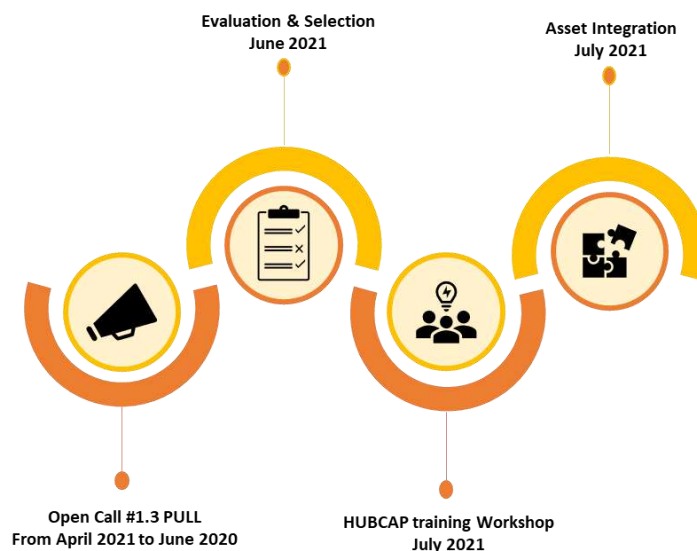 Evaluation & Selection
June 2021
Asset Integration
July 2021
Open Call #1.3 PULL
From April 2021 to June 2020
HUBCAP training Workshop
July 2021